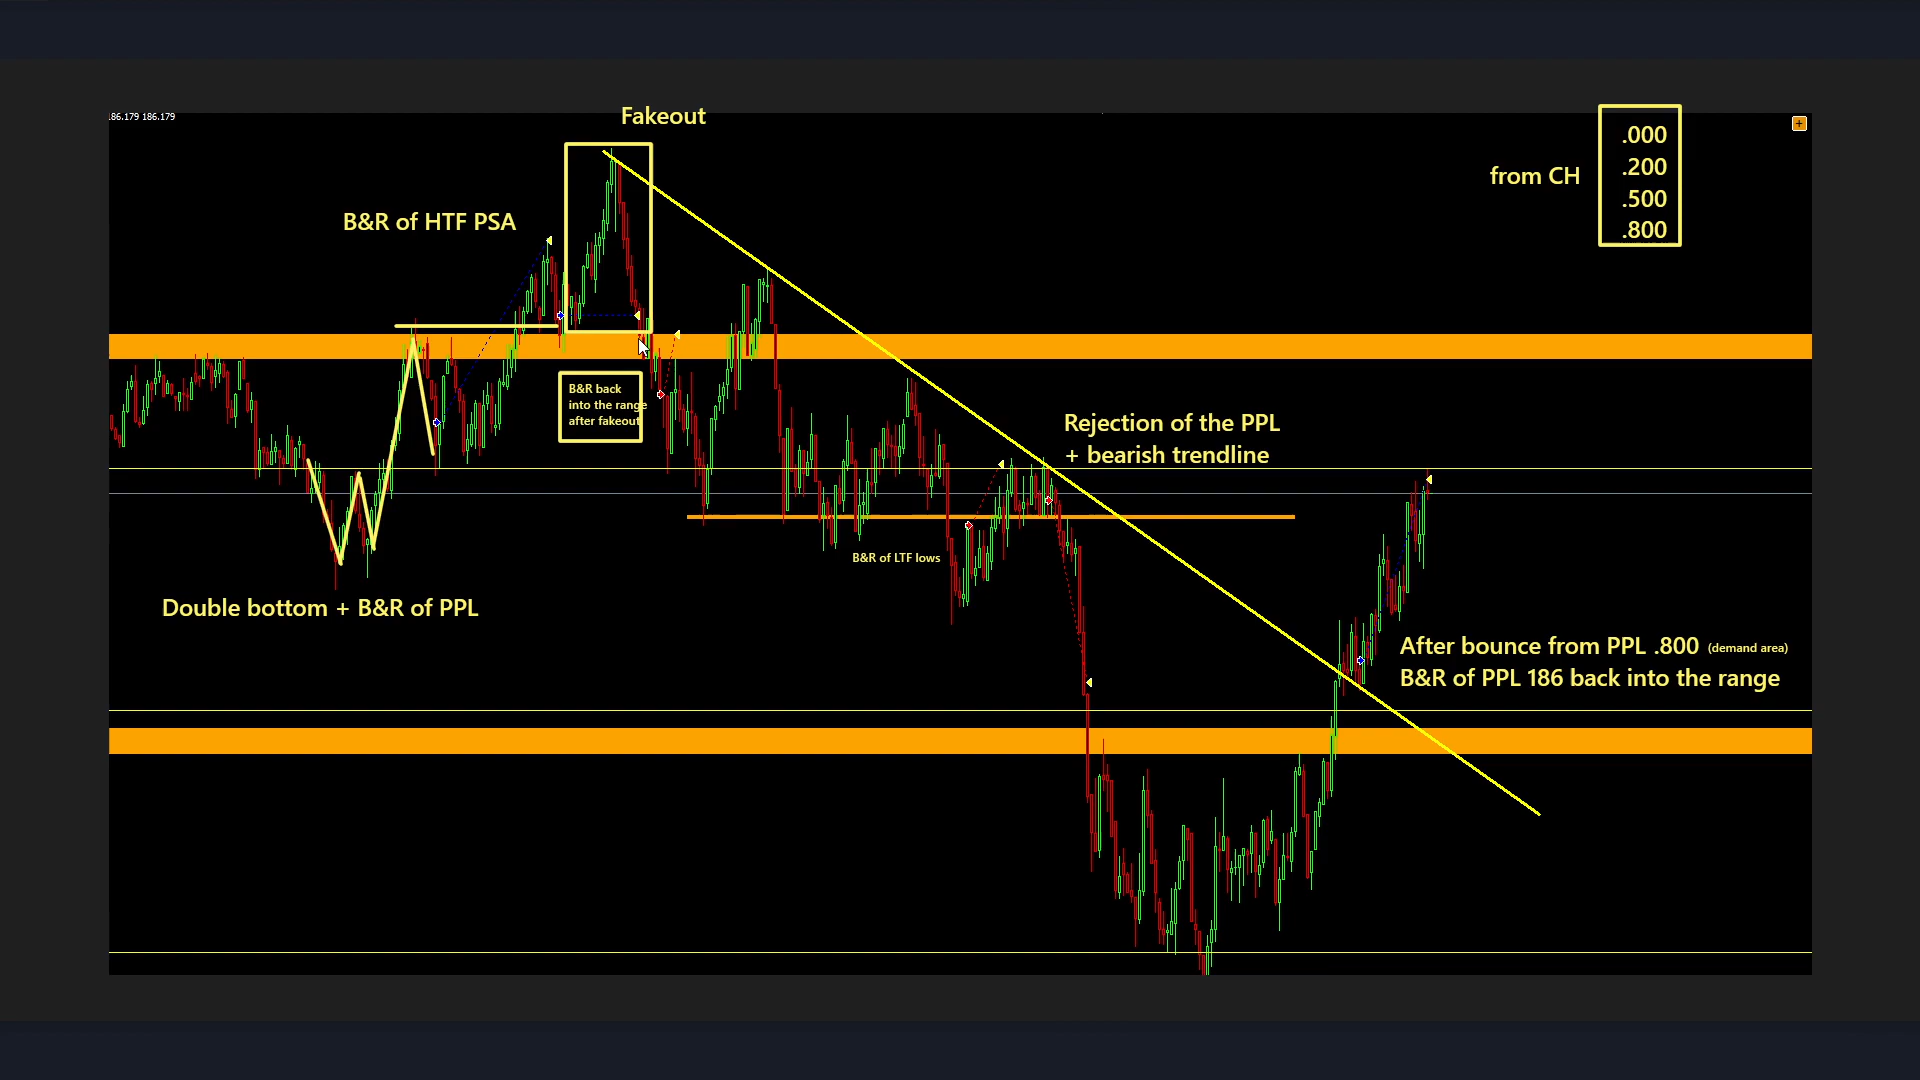 86.179 186.179
Fakeout
.000
.200
from CH
.500
.800
B&R of HTF PSA
B&R back
into the range
after fakeout
Rejection of the PPL
+ bearish trendline
B&R of LTF lows
Double bottom + B&R of PPL
After bounce from PPL .800 (demand area)
B&R of PPL 186 back into the range